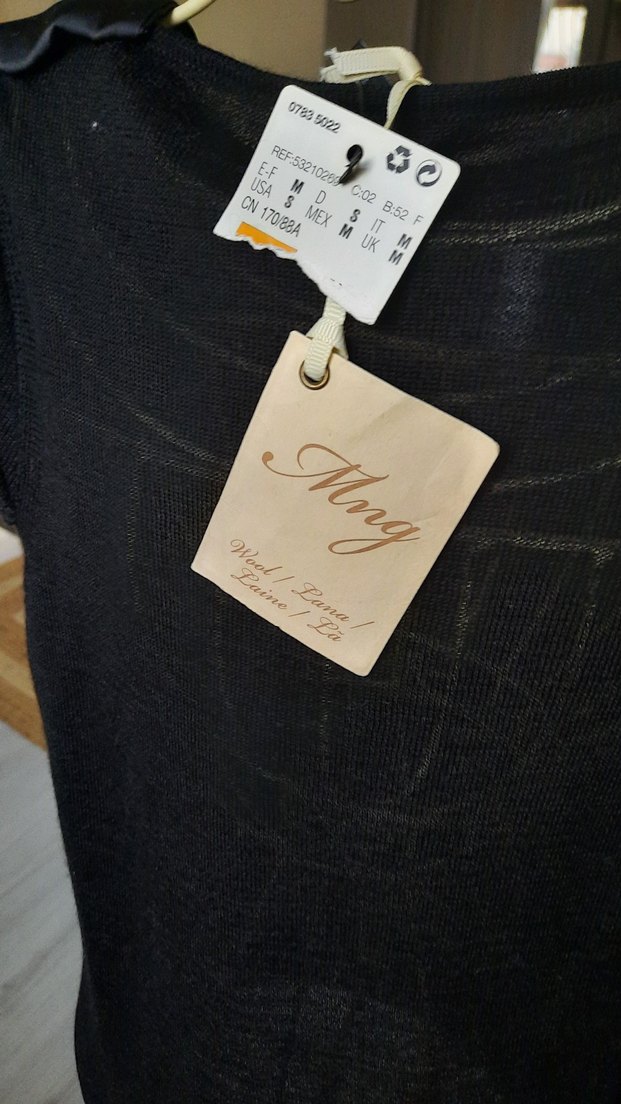 0783 5022
REF:5321026 C:02 B:52 F
E-F M D S IT M
USA S MEX M UK M
CN 170/88A
Mng
Wool / Lana /
Laine / Lã